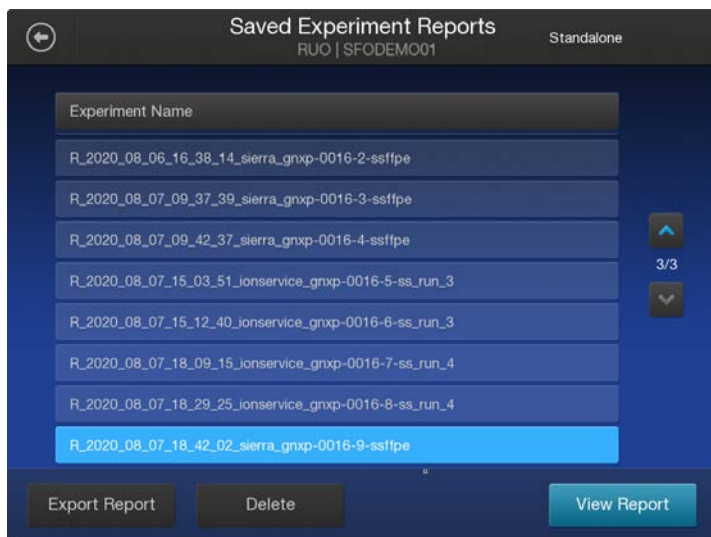 Saved Experiment Reports
Standalone
RUO | SFODEMO01
Experiment Name
R_2020_08_06_16_38_14_sierra_gnxp-0016-2-ssffpe
R_2020_08_07_09_37_39_sierra_gnxp-0016-3-ssffpe
R_2020_08_07_09_42_37_sierra_gnxp-0016-4-ssffpe
R_2020_08_07_15_03_51_ionservice_gnxp-0016-5-ss_run_3
3/3
R_2020_08_07_15_12_40_ionservice_gnxp-0016-6-ss_run_3
R_2020_08_07_18_09_15_ionservice_gnxp-0016-7-ss_run_4
R_2020_08_07_18_29_25_ionservice_gnxp-0016-8-ss_run_4
R_2020_08_07_18_42_02_sierra_gnxp-0016-9-ssffpe
Export Report
Delete
View Report